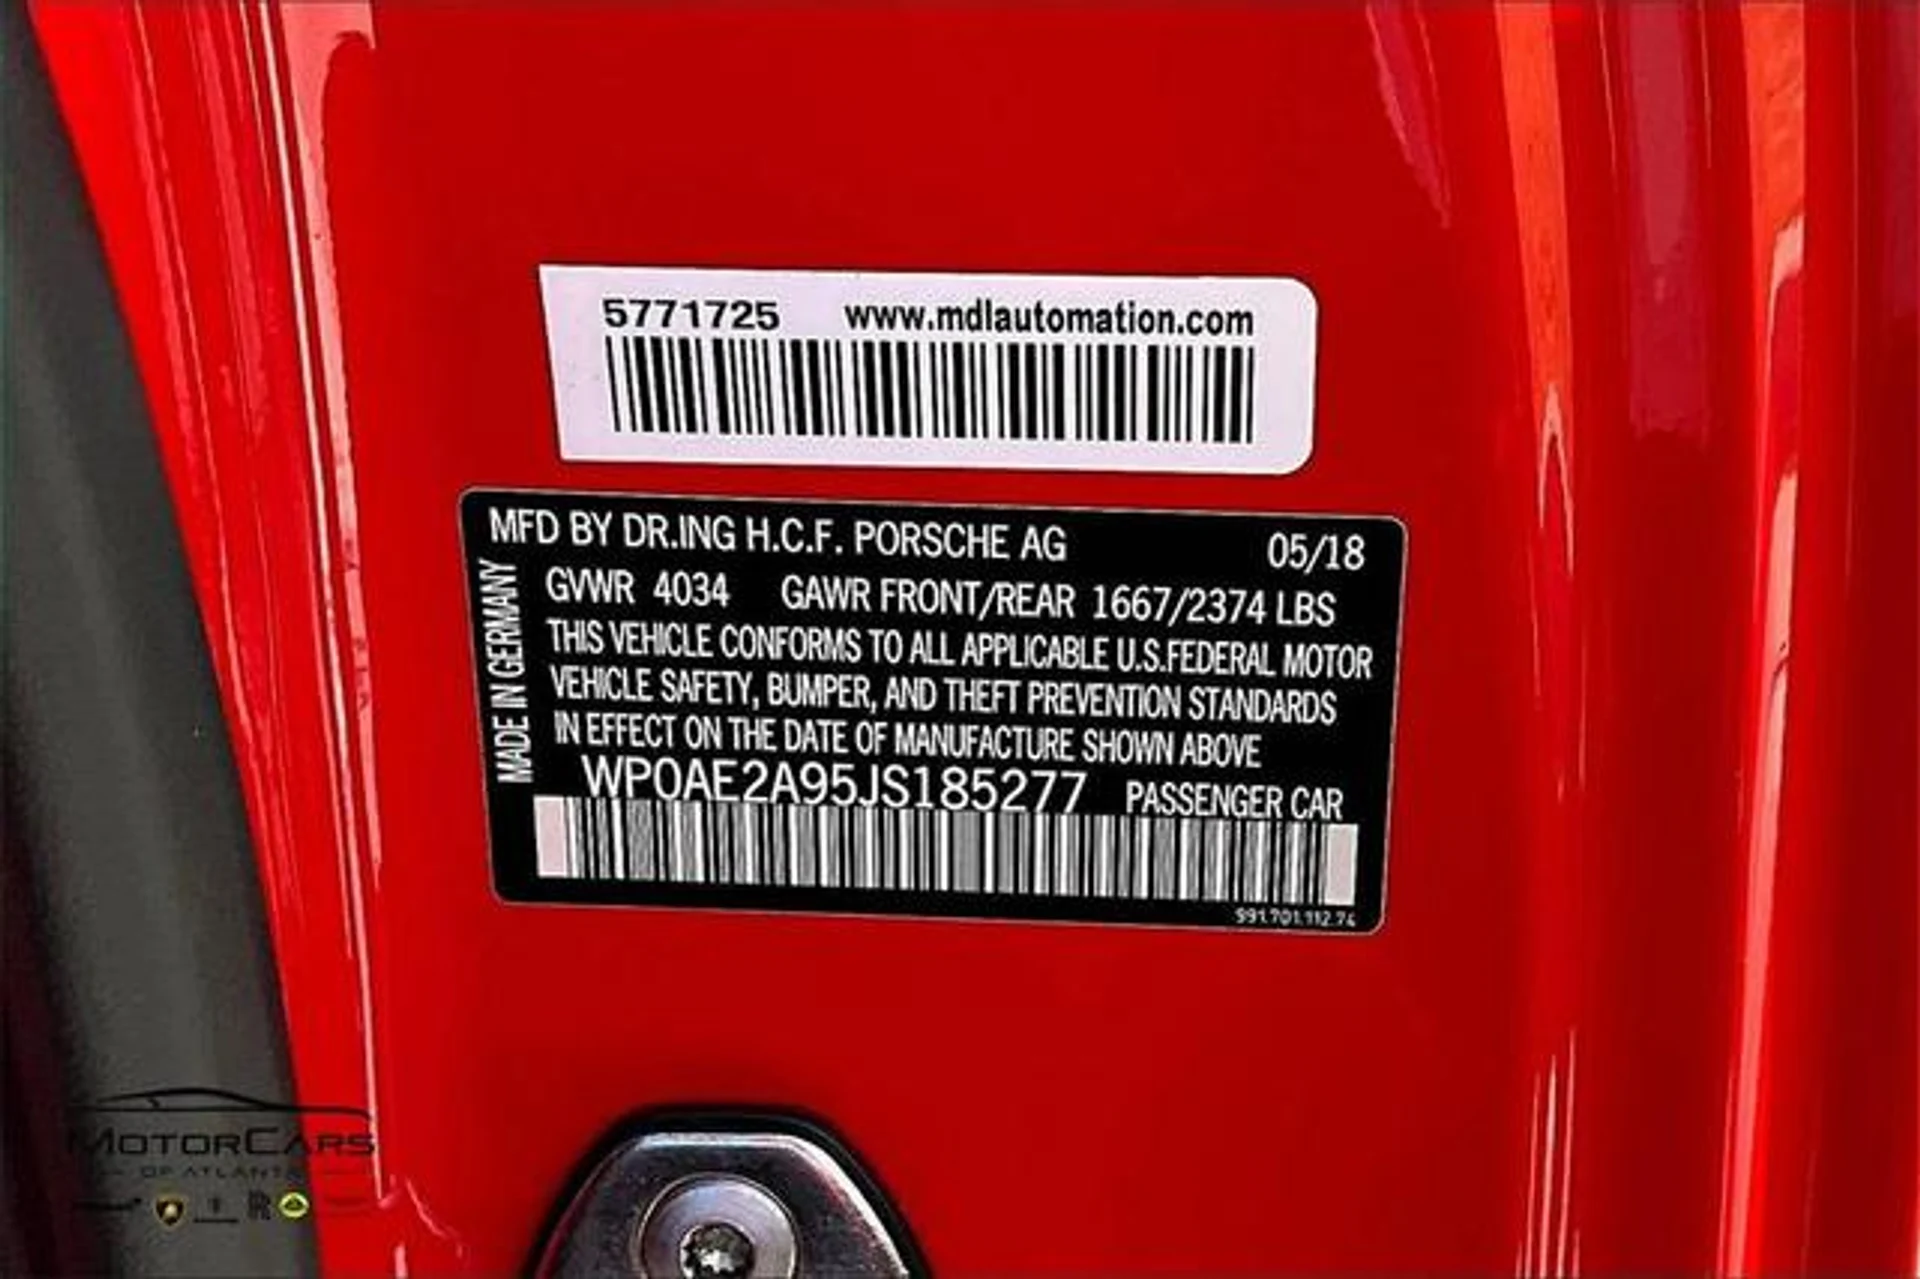 5771725 www.mdlautomation.com
MFD BY DR.ING H.C.F. PORSCHE AG 05/18
MADE IN GERMANY
GVWR 4034 GAWR FRONT/REAR 1667/2374 LBS
THIS VEHICLE CONFORMS TO ALL APPLICABLE U.S.FEDERAL MOTOR
VEHICLE SAFETY, BUMPER, AND THEFT PREVENTION STANDARDS
IN EFFECT ON THE DATE OF MANUFACTURE SHOWN ABOVE
WP0AE2A95JS185277 PASSENGER CAR
991.701.112.74
MOTORCARS
OF ATLANTA